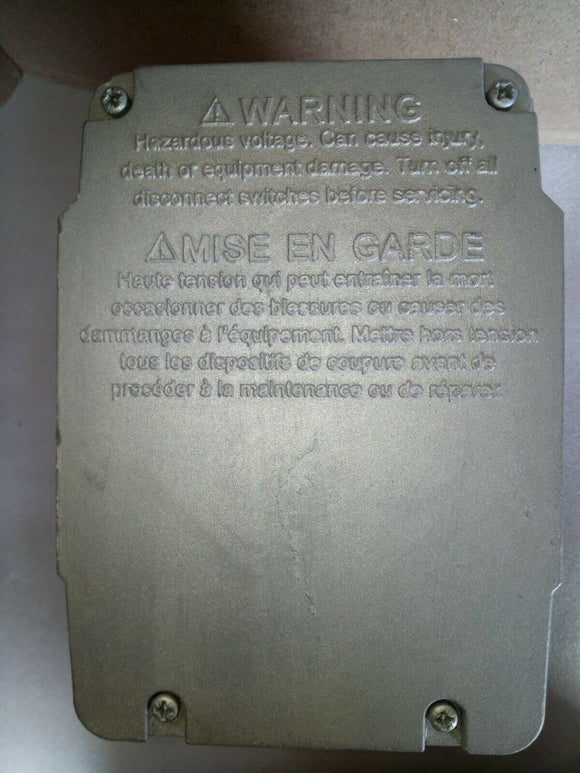 ⚠ WARNING
Hazardous voltage. Can cause injury,
death or equipment damage. Turn off all
disconnect switches before servicing.
⚠ MISE EN GARDE
Haute tension qui peut entraîner la mort
occasionner des blessures ou causer des
dammanges à l'équipement. Mettre hors tension
tous les dispositifs de coupure avant de
procéder à la maintenance ou de réparer.